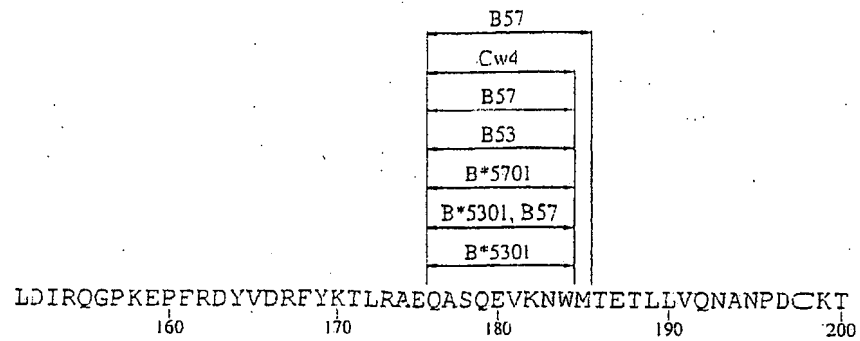 B57
Cw4
B57
B53
B*5701
B*5301, B57
B*5301
LDIRQGPKEPFRDYVDRFYKTLRAEQASQEVKNWMTETLLVQNANPDCKT
160 170 180 190 200